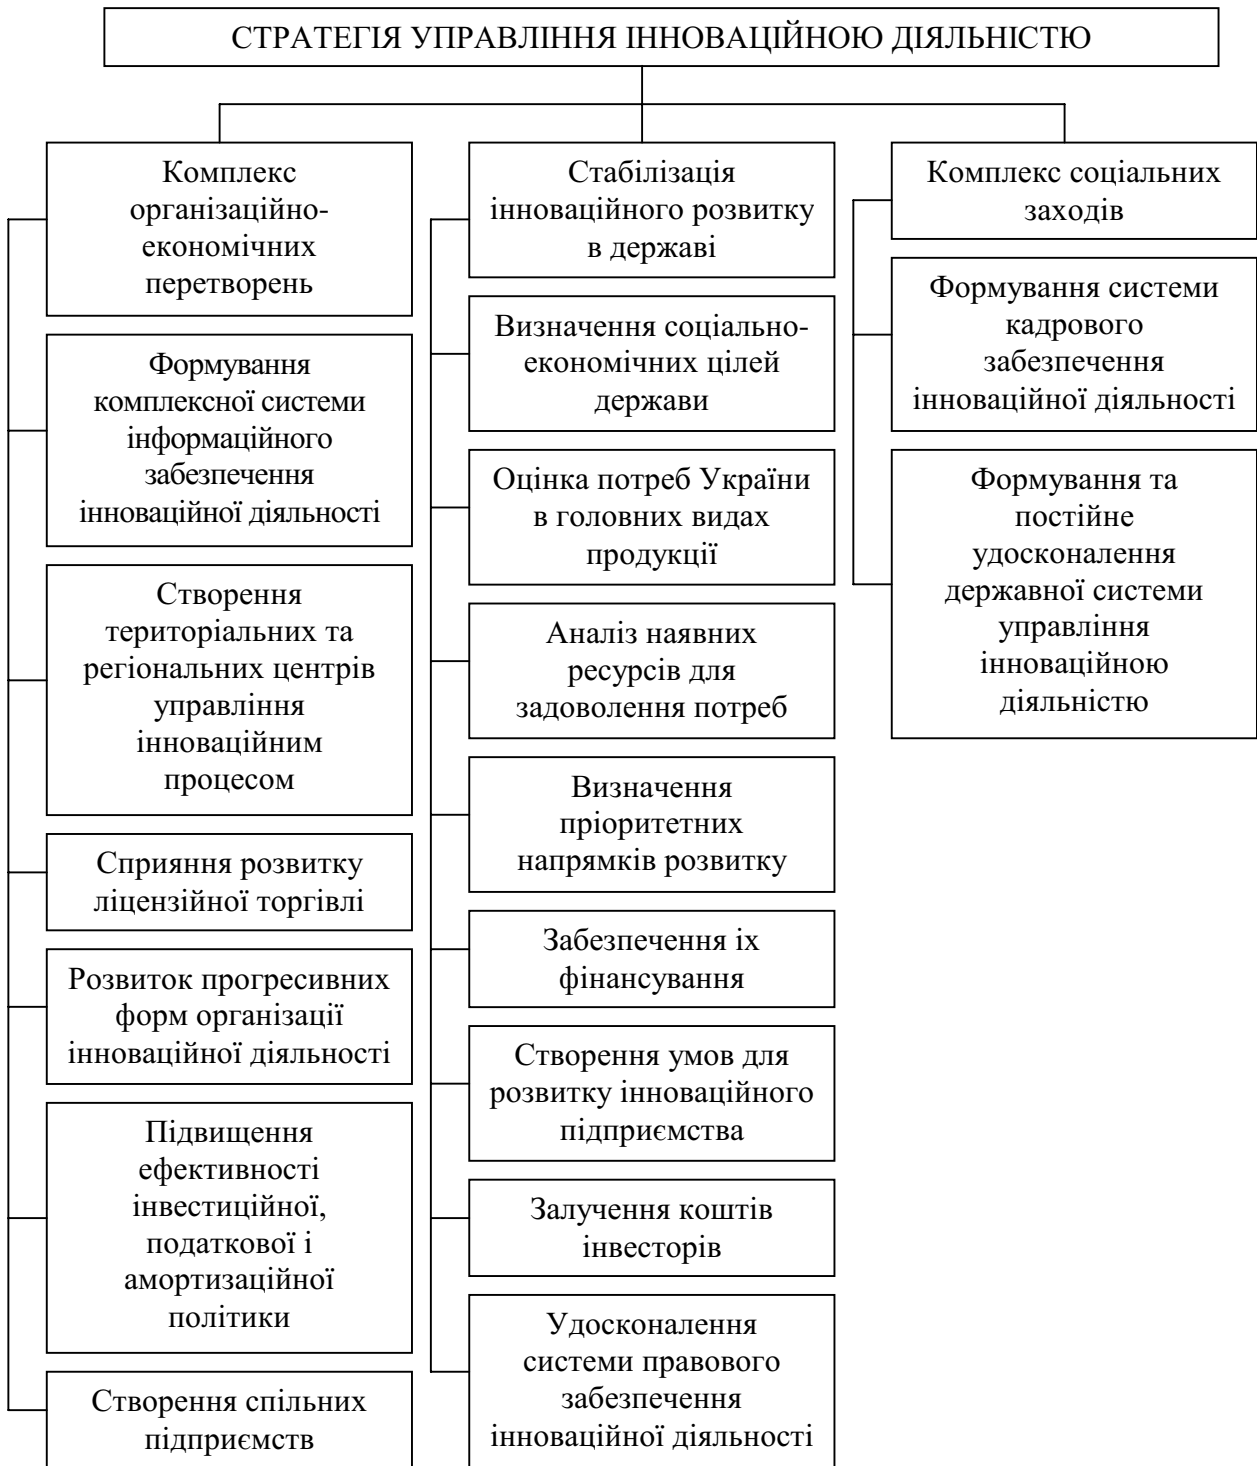 СТРАТЕГІЯ УПРАВЛІННЯ ІННОВАЦІЙНОЮ ДІЯЛЬНІСТЮ
Комплекс
організаційно-
економічних
перетворень
Формування
комплексної системи
інформаційного
забезпечення
інноваційної діяльності
Створення
територіальних та
регіональних центрів
управління
інноваційним
процесом
Сприяння розвитку
ліцензійної торгівлі
Розвиток прогресивних
форм організації
інноваційної діяльності
Підвищення
ефективності
інвестиційної,
податкової і
амортизаційної
політики
Створення спільних
підприємств
Стабілізація
інноваційного розвитку
в державі
Визначення соціально-
економічних цілей
держави
Оцінка потреб України
в головних видах
продукції
Аналіз наявних
ресурсів для
задоволення потреб
Визначення
пріоритетних
напрямків розвитку
Забезпечення їх
фінансування
Створення умов для
розвитку інноваційного
підприємства
Залучення коштів
інвесторів
Удосконалення
системи правового
забезпечення
інноваційної діяльності
Комплекс соціальних
заходів
Формування системи
кадрового
забезпечення
інноваційної діяльності
Формування та
постійне
удосконалення
державної системи
управління
інноваційною
діяльністю